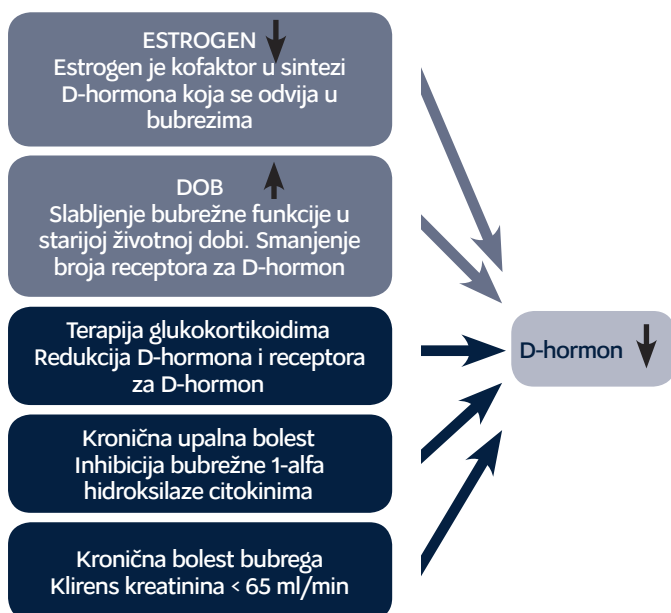 ESTROGEN
Estrogen je kofaktor u sintezi
D-hormona koja se odvija u
bubrezima
DOB
Slabljenje bubrežne funkcije u
starijoj životnoj dobi. Smanjenje
broja receptora za D-hormon
Terapija glukokortikoidima
Redukcija D-hormona i receptora
za D-hormon
Kronična upalna bolest
Inhibicija bubrežne 1-alfa
hidroksilaze citokinima
Kronična bolest bubrega
Klirens kreatinina < 65 ml/min
D-hormon